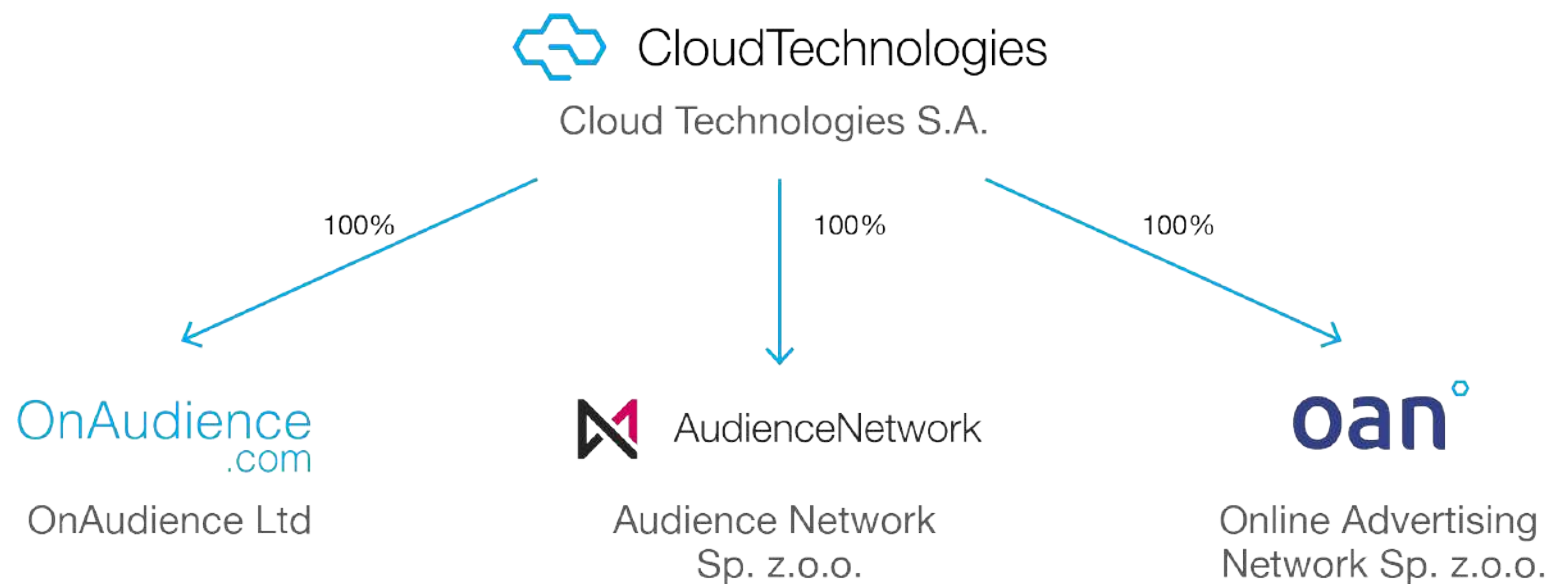 CloudTechnologies
Cloud Technologies S.A.
100%
100%
100%
OnAudience
.com
OnAudience Ltd
AudienceNetwork
Audience Network
Sp. z.o.o.
oan
Online Advertising
Network Sp. z.o.o.